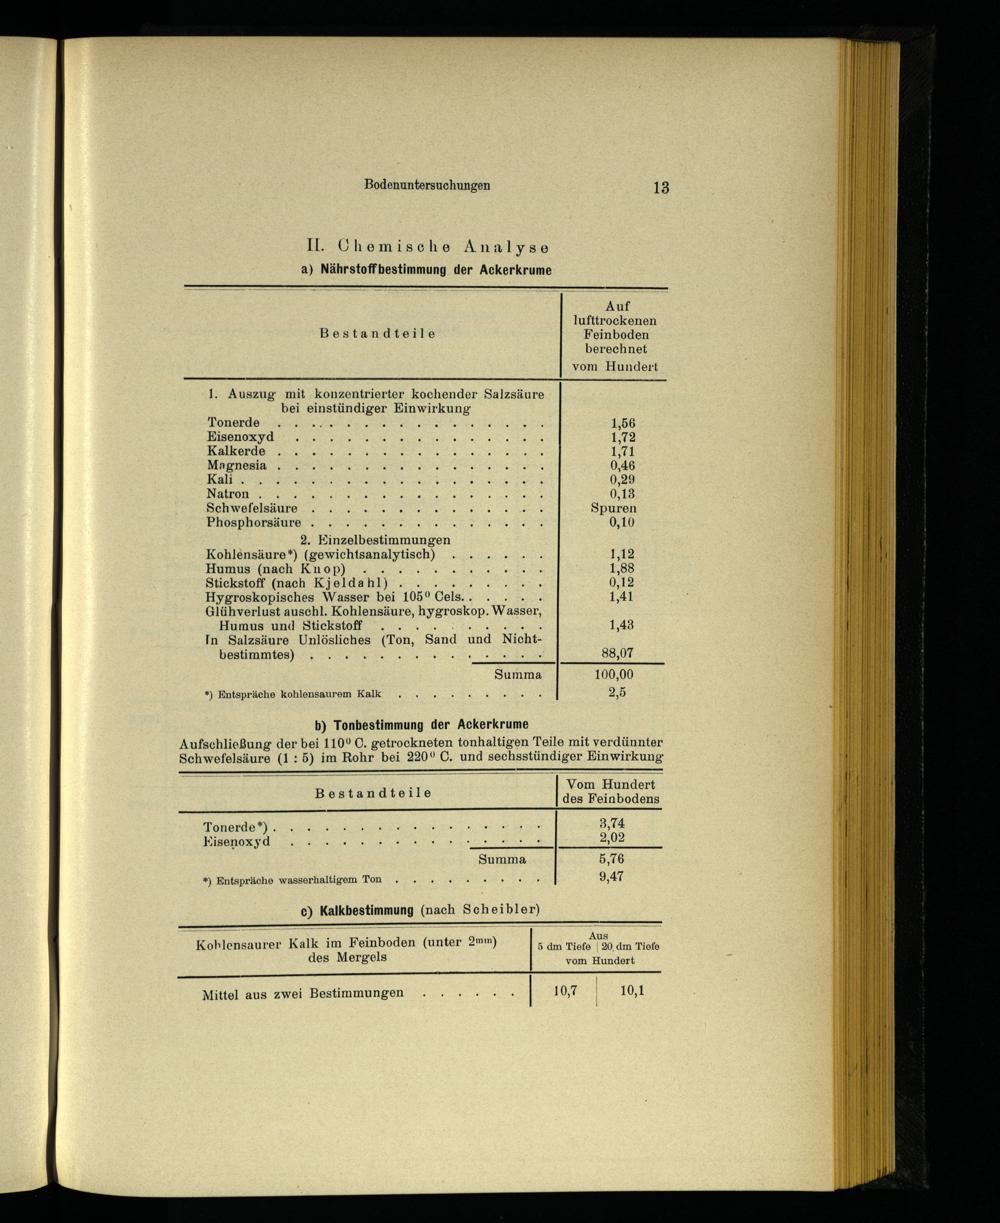 Bodenuntersuchungen 13
II. Chemische Analyse
a) Nährstoffbestimmung der Ackerkrume
Bestandteile
Auf
lufttrockenen
Feinboden
berechnet
vom Hundert
1. Auszug mit konzentrierter kochender Salzsäure
bei einstündiger Einwirkung
Tonerde . . . . . . . . . . . . . . . . 1,56
Eisenoxyd . . . . . . . . . . . . . . . 1,72
Kalkerde . . . . . . . . . . . . . . . . 1,71
Magnesia . . . . . . . . . . . . . . . . 0,46
Kali . . . . . . . . . . . . . . . . . . 0,29
Natron . . . . . . . . . . . . . . . . . 0,13
Schwefelsäure . . . . . . . . . . . . . . Spuren
Phosphorsäure . . . . . . . . . . . . . . 0,10
2. Einzelbestimmungen
Kohlensäure*) (gewichtsanalytisch) . . . . . . 1,12
Humus (nach Knop) . . . . . . . . . . . 1,88
Stickstoff (nach Kjeldahl) . . . . . . . . . 0,12
Hygroskopisches Wasser bei 105⁰ Cels. . . . . . 1,41
Glühverlust auschl. Kohlensäure, hygroskop. Wasser,
Humus und Stickstoff . . . . . . . . . . 1,43
In Salzsäure Unlösliches (Ton, Sand und Nicht-
bestimmtes) . . . . . . . . . . . . . . 88,07
Summa 100,00
*) Entspräche kohlensaurem Kalk . . . . . . . . . 2,5
b) Tonbestimmung der Ackerkrume
Aufschließung der bei 110⁰ C. getrockneten tonhaltigen Teile mit verdünnter
Schwefelsäure (1 : 5) im Rohr bei 220⁰ C. und sechsstündiger Einwirkung
Bestandteile
Vom Hundert
des Feinbodens
Tonerde*) . . . . . . . . . . . . . . . . 3,74
Eisenoxyd . . . . . . . . . . . . . . . 2,02
Summa 5,76
*) Entspräche wasserhaltigem Ton . . . . . . . . . 9,47
c) Kalkbestimmung (nach Scheibler)
Kohlensaurer Kalk im Feinboden (unter 2ᵐᵐ)
des Mergels
Aus
5 dm Tiefe | 20 dm Tiefe
vom Hundert
Mittel aus zwei Bestimmungen . . . . . . 10,7 | 10,1